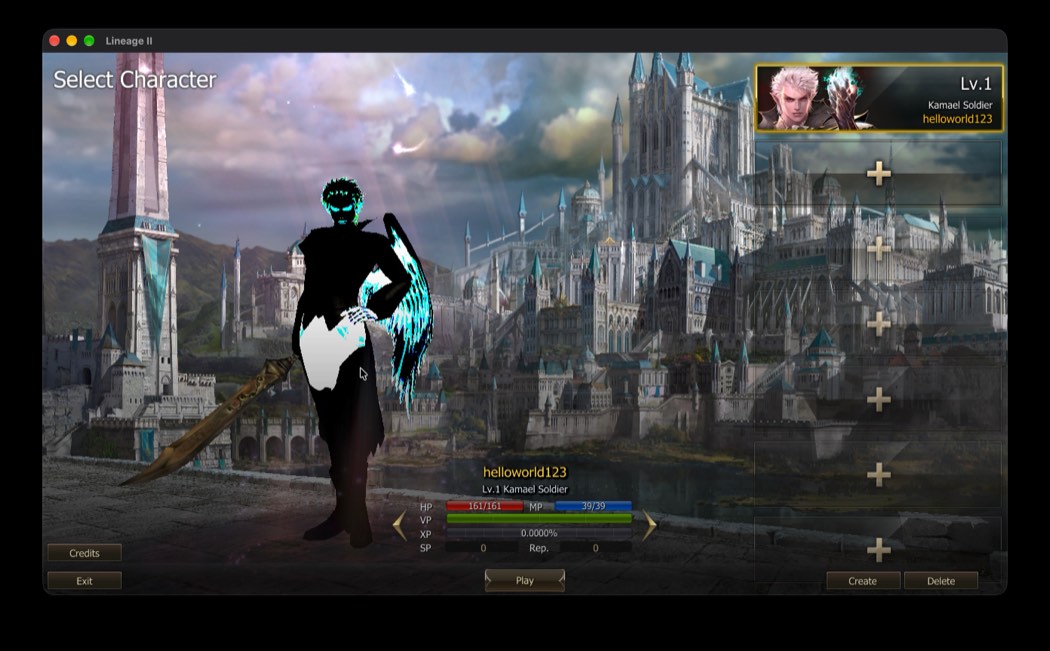 Lineage II
Select Character
Lv.1
Kamael Soldier
helloworld123
helloworld123
Lv.1 Kamael Soldier
HP 161/161 MP 39/39
VP
XP 0.0000%
SP 0 Rep. 0
Credits
Exit
Play
Create
Delete